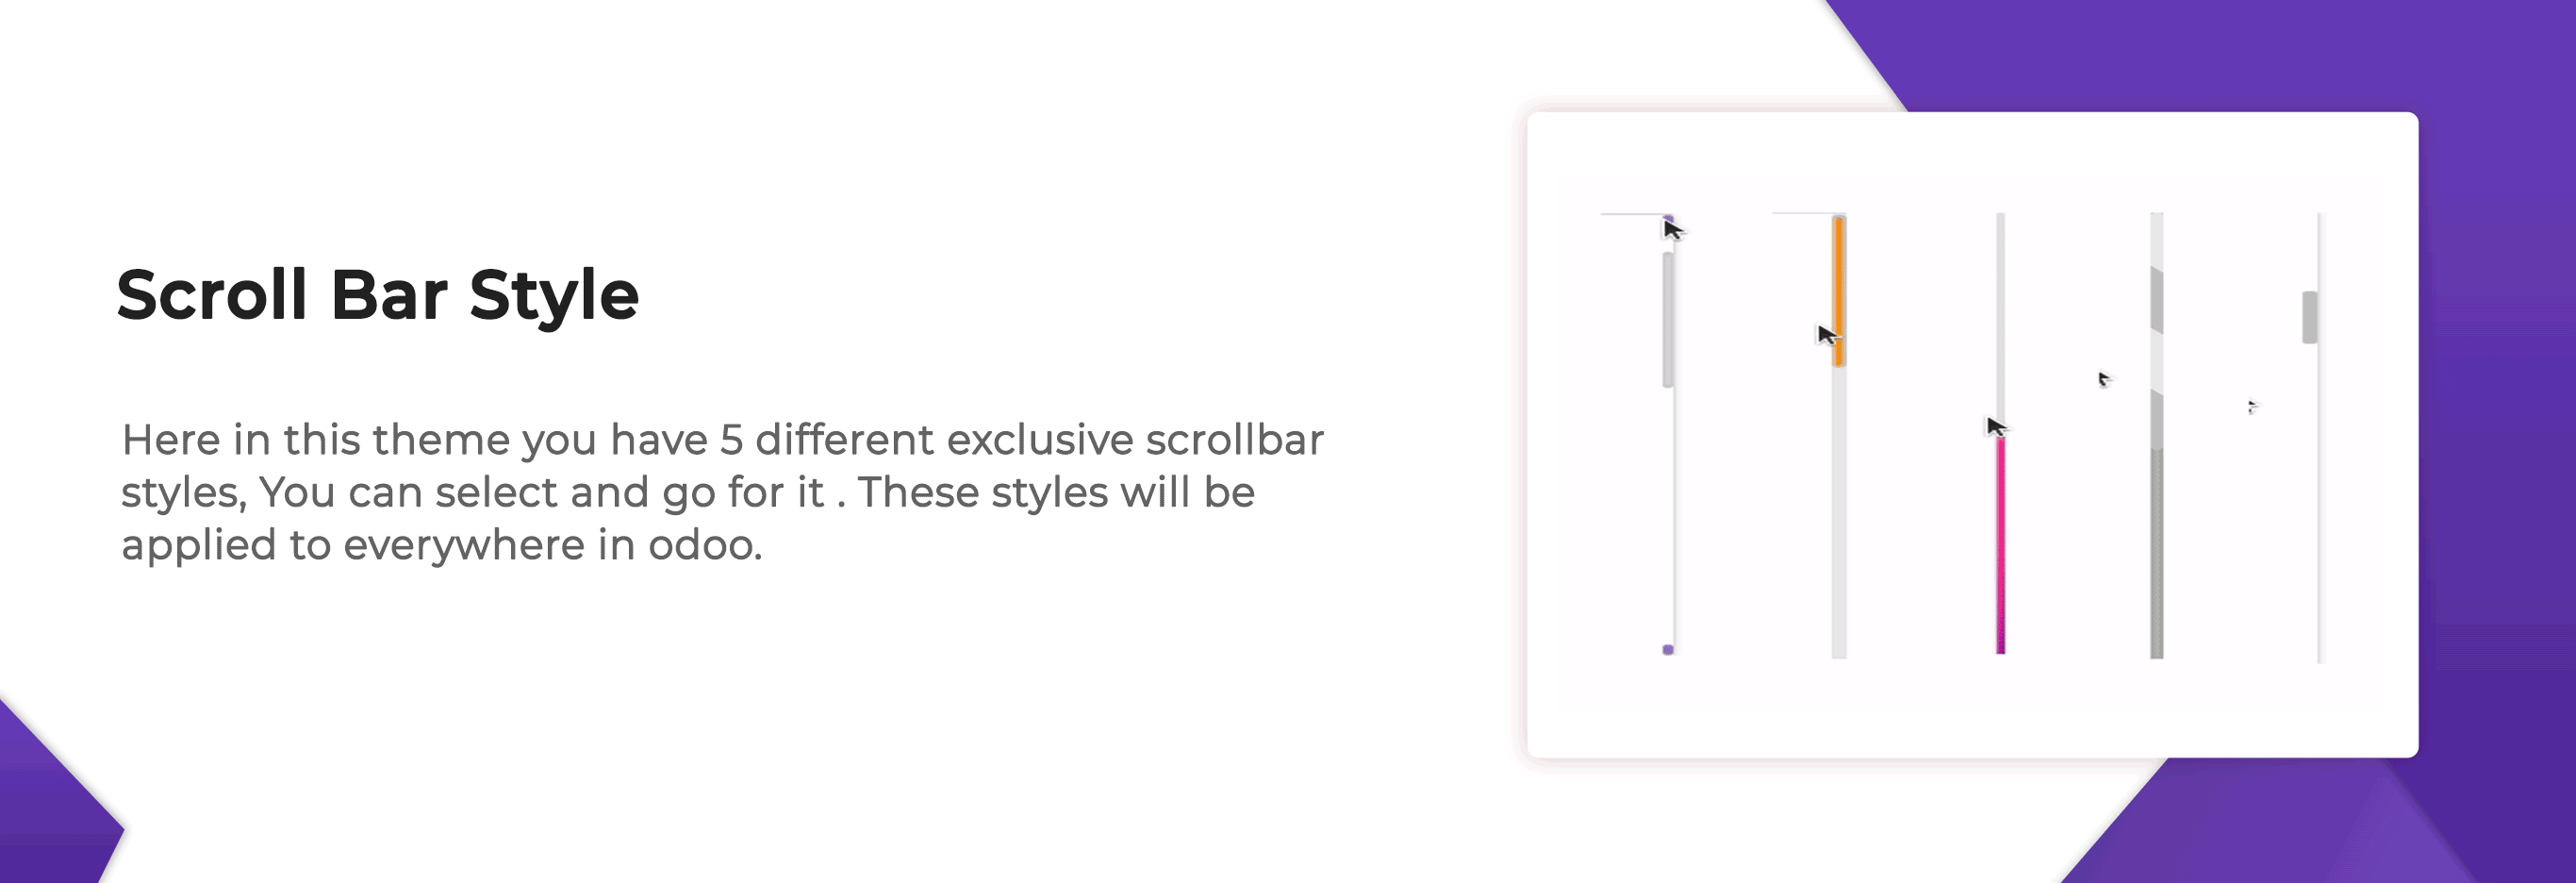 Scroll Bar Style
Here in this theme you have 5 different exclusive scrollbar
styles, You can select and go for it . These styles will be
applied to everywhere in odoo.